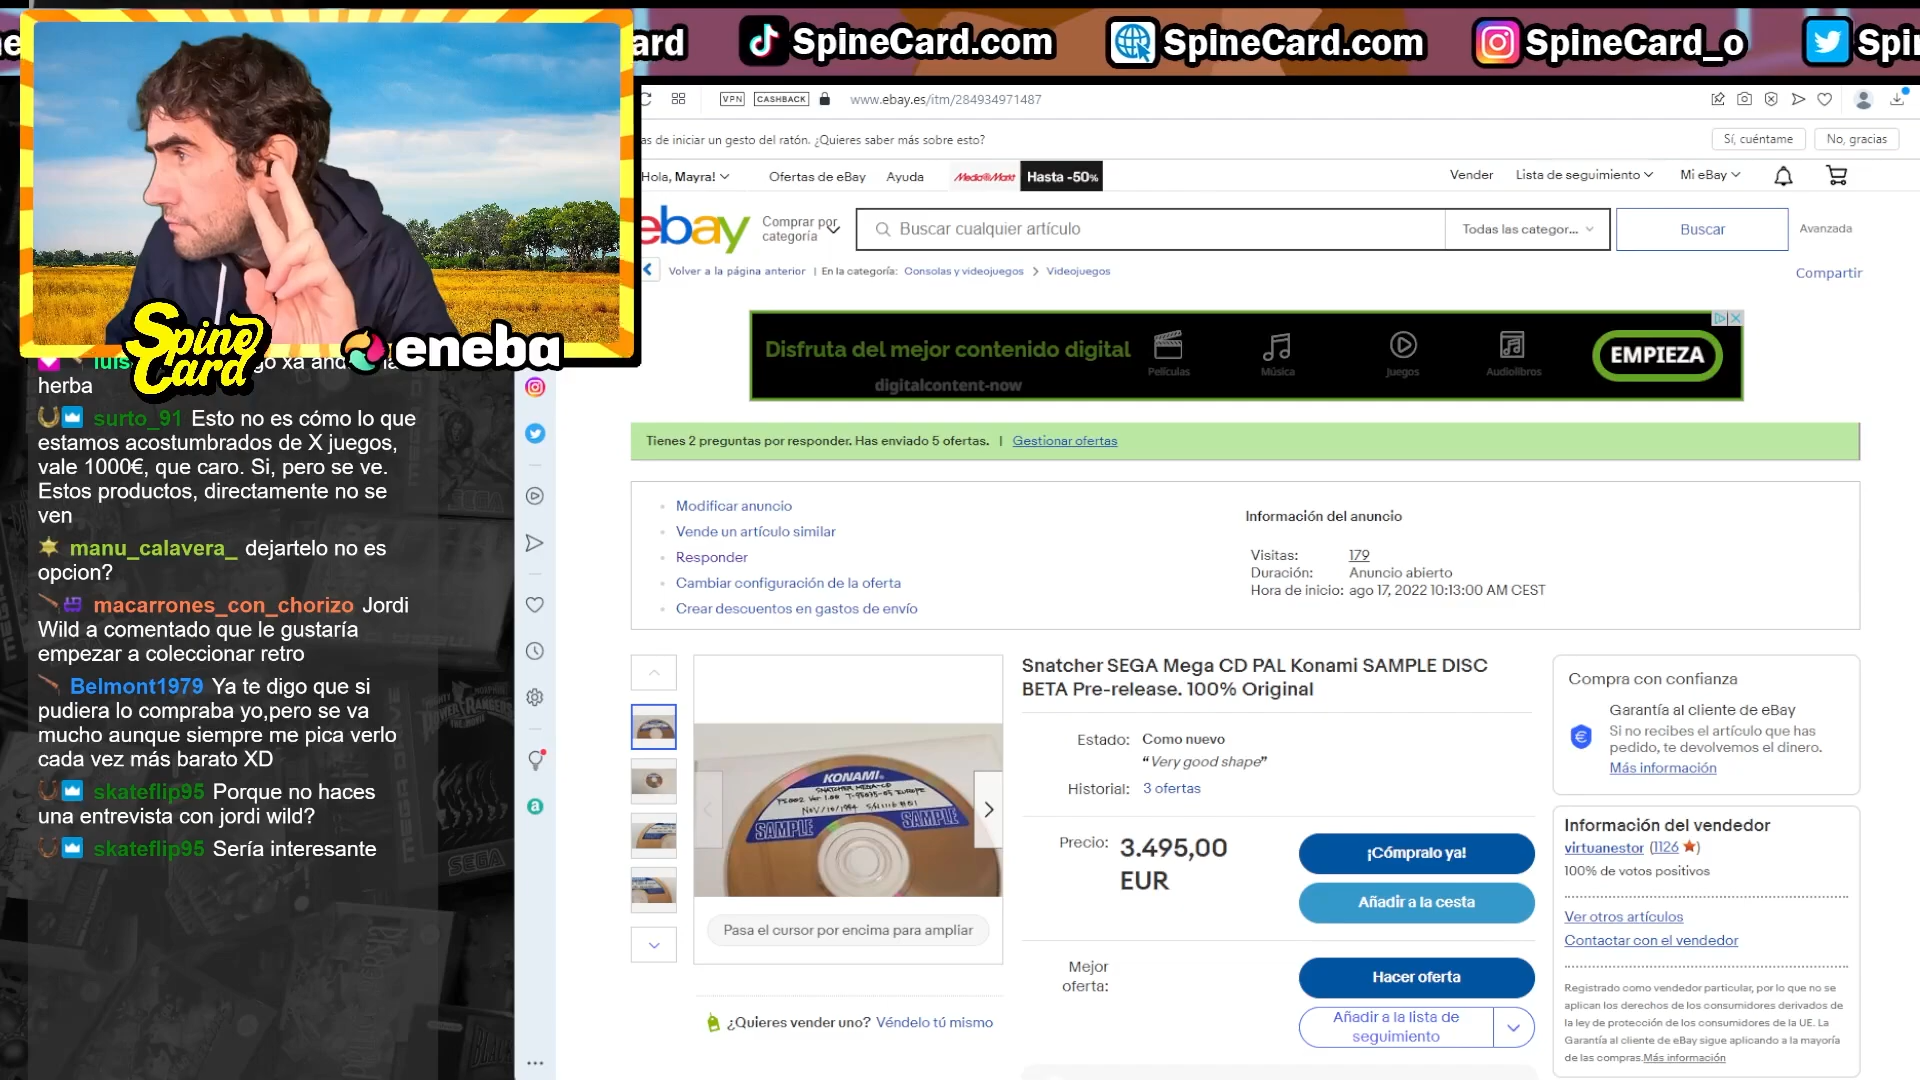 ard
SpineCard.com
SpineCard.com
SpineCard_o
Spin
VPN
CASHBACK
www.ebay.es/itm/284934971487
as de iniciar un gesto del ratón. ¿Quieres saber más sobre esto?
Sí, cuéntame
No, gracias
Hola, Mayra!
Ofertas de eBay
Ayuda
MediaMarkt
Hasta -50%
Vender
Lista de seguimiento
Mi eBay
ebay
Comprar por
categoría
Buscar cualquier artículo
Todas las categor...
Buscar
Avanzada
Volver a la página anterior | En la categoría: Consolas y videojuegos > Videojuegos
Compartir
Disfruta del mejor contenido digital
digitalcontent-now
Películas
Música
Juegos
Audiolibros
EMPIEZA
Tienes 2 preguntas por responder. Has enviado 5 ofertas. | Gestionar ofertas
Modificar anuncio
Vende un artículo similar
Responder
Cambiar configuración de la oferta
Crear descuentos en gastos de envío
Información del anuncio
Visitas: 179
Duración: Anuncio abierto
Hora de inicio: ago 17, 2022 10:13:00 AM CEST
Spine
Card
eneba
herba
surto_91 Esto no es cómo lo que
estamos acostumbrados de X juegos,
vale 1000€, que caro. Si, pero se ve.
Estos productos, directamente no se
ven
manu_calavera_ dejartelo no es
opcion?
macarrones_con_chorizo Jordi
Wild a comentado que le gustaría
empezar a coleccionar retro
Belmont1979 Ya te digo que si
pudiera lo compraba yo,pero se va
mucho aunque siempre me pica verlo
cada vez más barato XD
skateflip95 Porque no haces
una entrevista con jordi wild?
skateflip95 Sería interesante
KONAMI
SNATCHER MEGA-CD
NOV/10/1994
SAMPLE
SAMPLE
Pasa el cursor por encima para ampliar
¿Quieres vender uno? Véndelo tú mismo
Snatcher SEGA Mega CD PAL Konami SAMPLE DISC
BETA Pre-release. 100% Original
Estado: Como nuevo
“Very good shape”
Historial: 3 ofertas
Precio: 3.495,00
EUR
¡Cómpralo ya!
Añadir a la cesta
Mejor
oferta:
Hacer oferta
Añadir a la lista de
seguimiento
Compra con confianza
Garantía al cliente de eBay
Si no recibes el artículo que has
pedido, te devolvemos el dinero.
Más información
Información del vendedor
virtuanestor (1126)
100% de votos positivos
Ver otros artículos
Contactar con el vendedor
Registrado como vendedor particular, por lo que no se
aplican los derechos de los consumidores derivados de
la ley de protección de los consumidores de la UE. La
Garantía al cliente de eBay sigue aplicando a la mayoría
de las compras.Más información